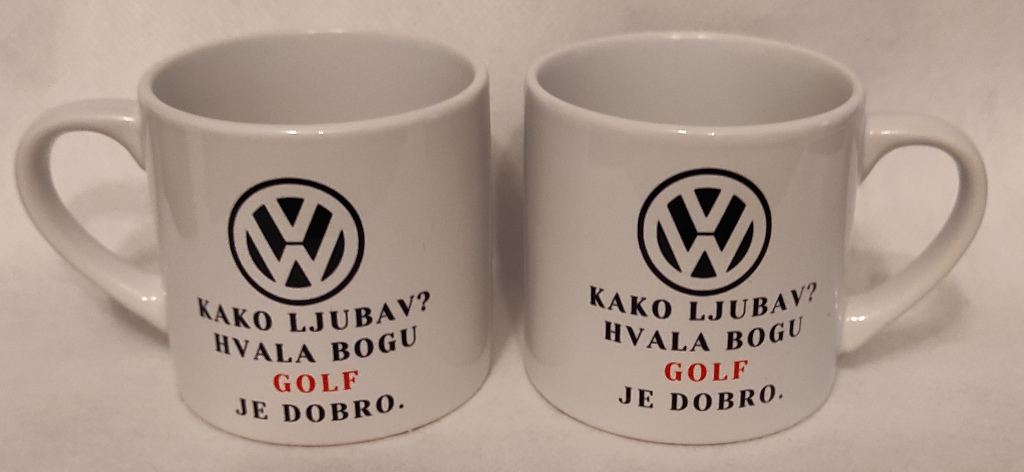 KAKO LJUBAV?
HVALA BOGU
GOLF
JE DOBRO.
KAKO LJUBAV?
HVALA BOGU
GOLF
JE DOBRO.